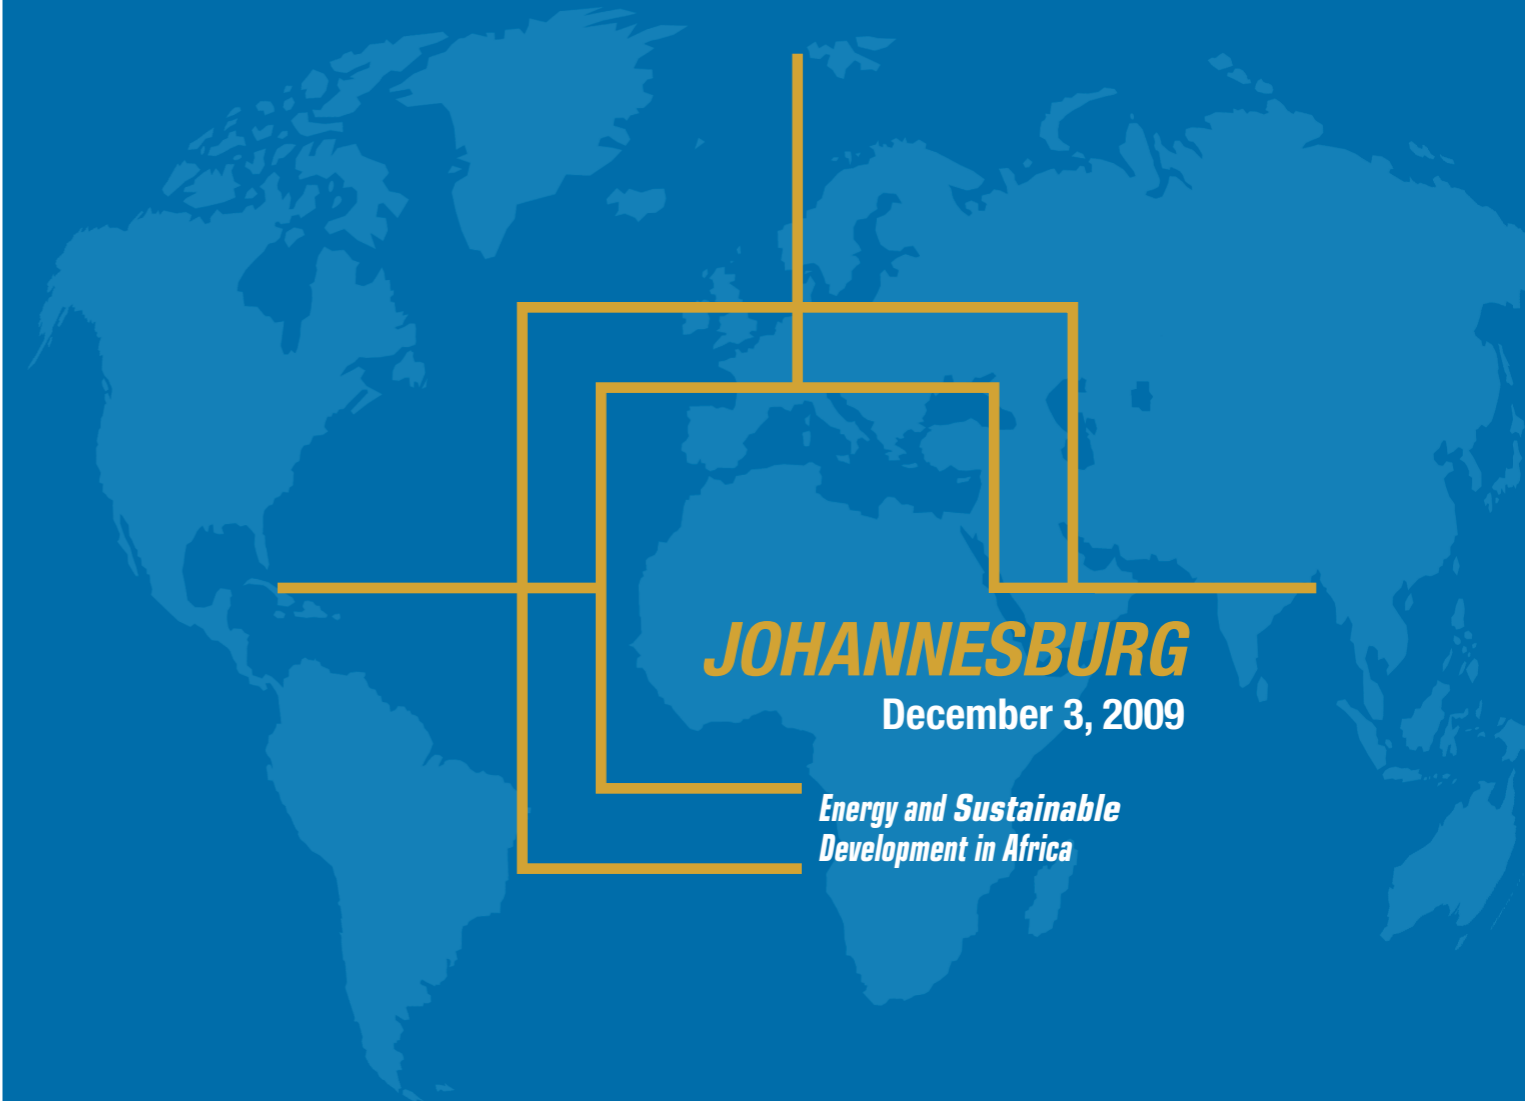 JOHANNESBURG
December 3, 2009
Energy and Sustainable
Development in Africa